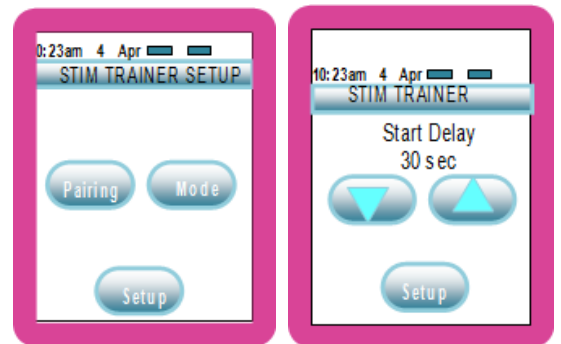 0:23am 4 Apr
STIM TRAINER SETUP
Pairing
Mode
Setup
10:23am 4 Apr
STIM TRAINER
Start Delay
30 sec
Setup